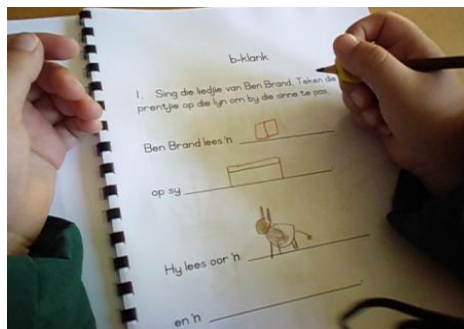 b-klank
1. Sing die liedjie van Ben Brand. Teken die
prentjie op die lyn om by die sinne te pas.
Ben Brand lees 'n
op sy
Hy lees oor 'n
en 'n